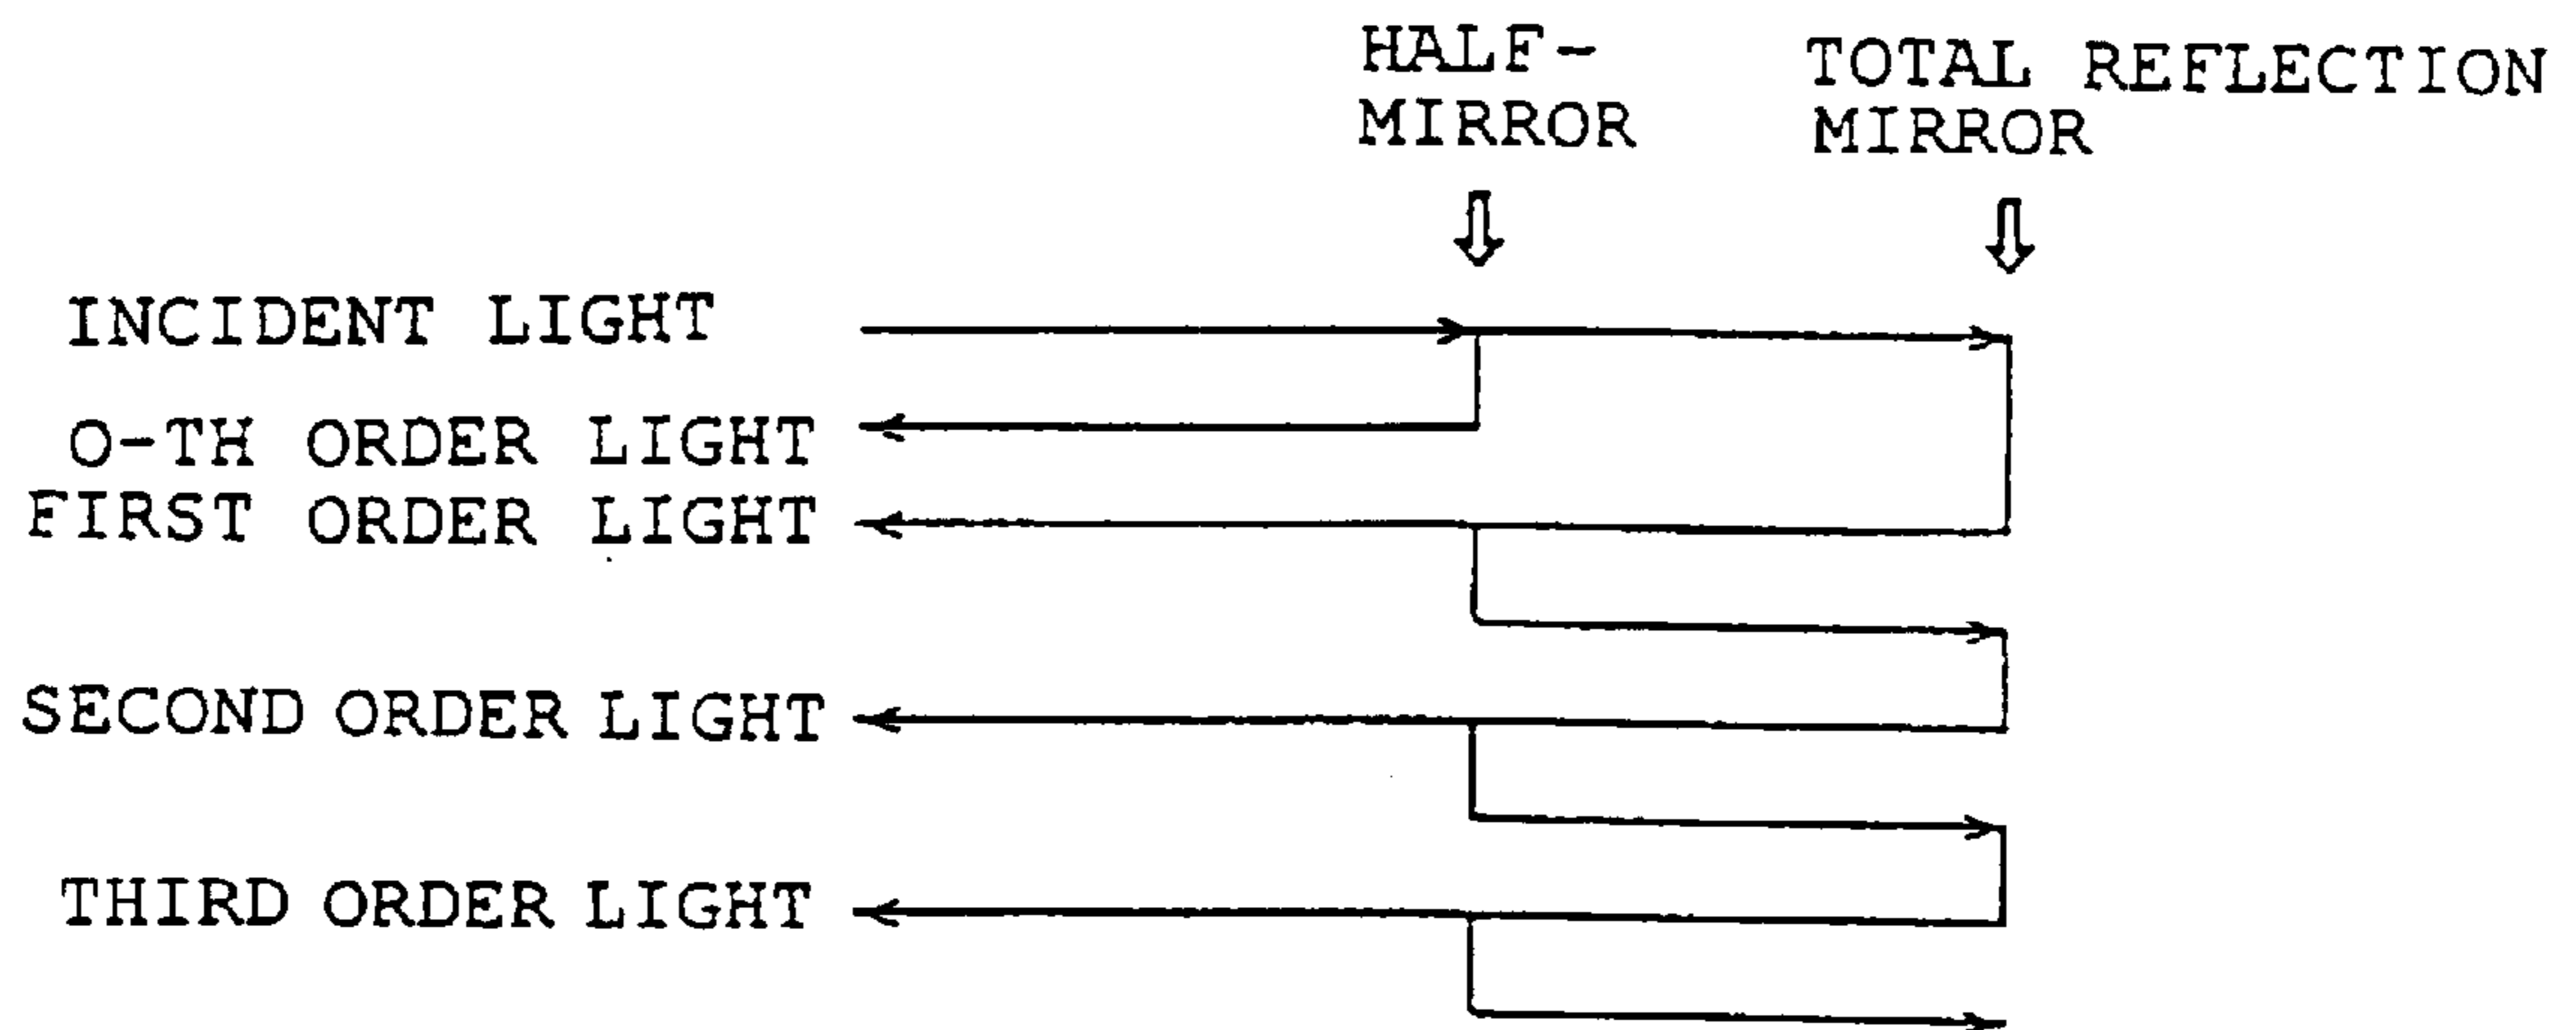 HALF-
MIRROR
TOTAL REFLECTION
MIRROR
INCIDENT LIGHT
O-TH ORDER LIGHT
FIRST ORDER LIGHT
SECOND ORDER LIGHT
THIRD ORDER LIGHT